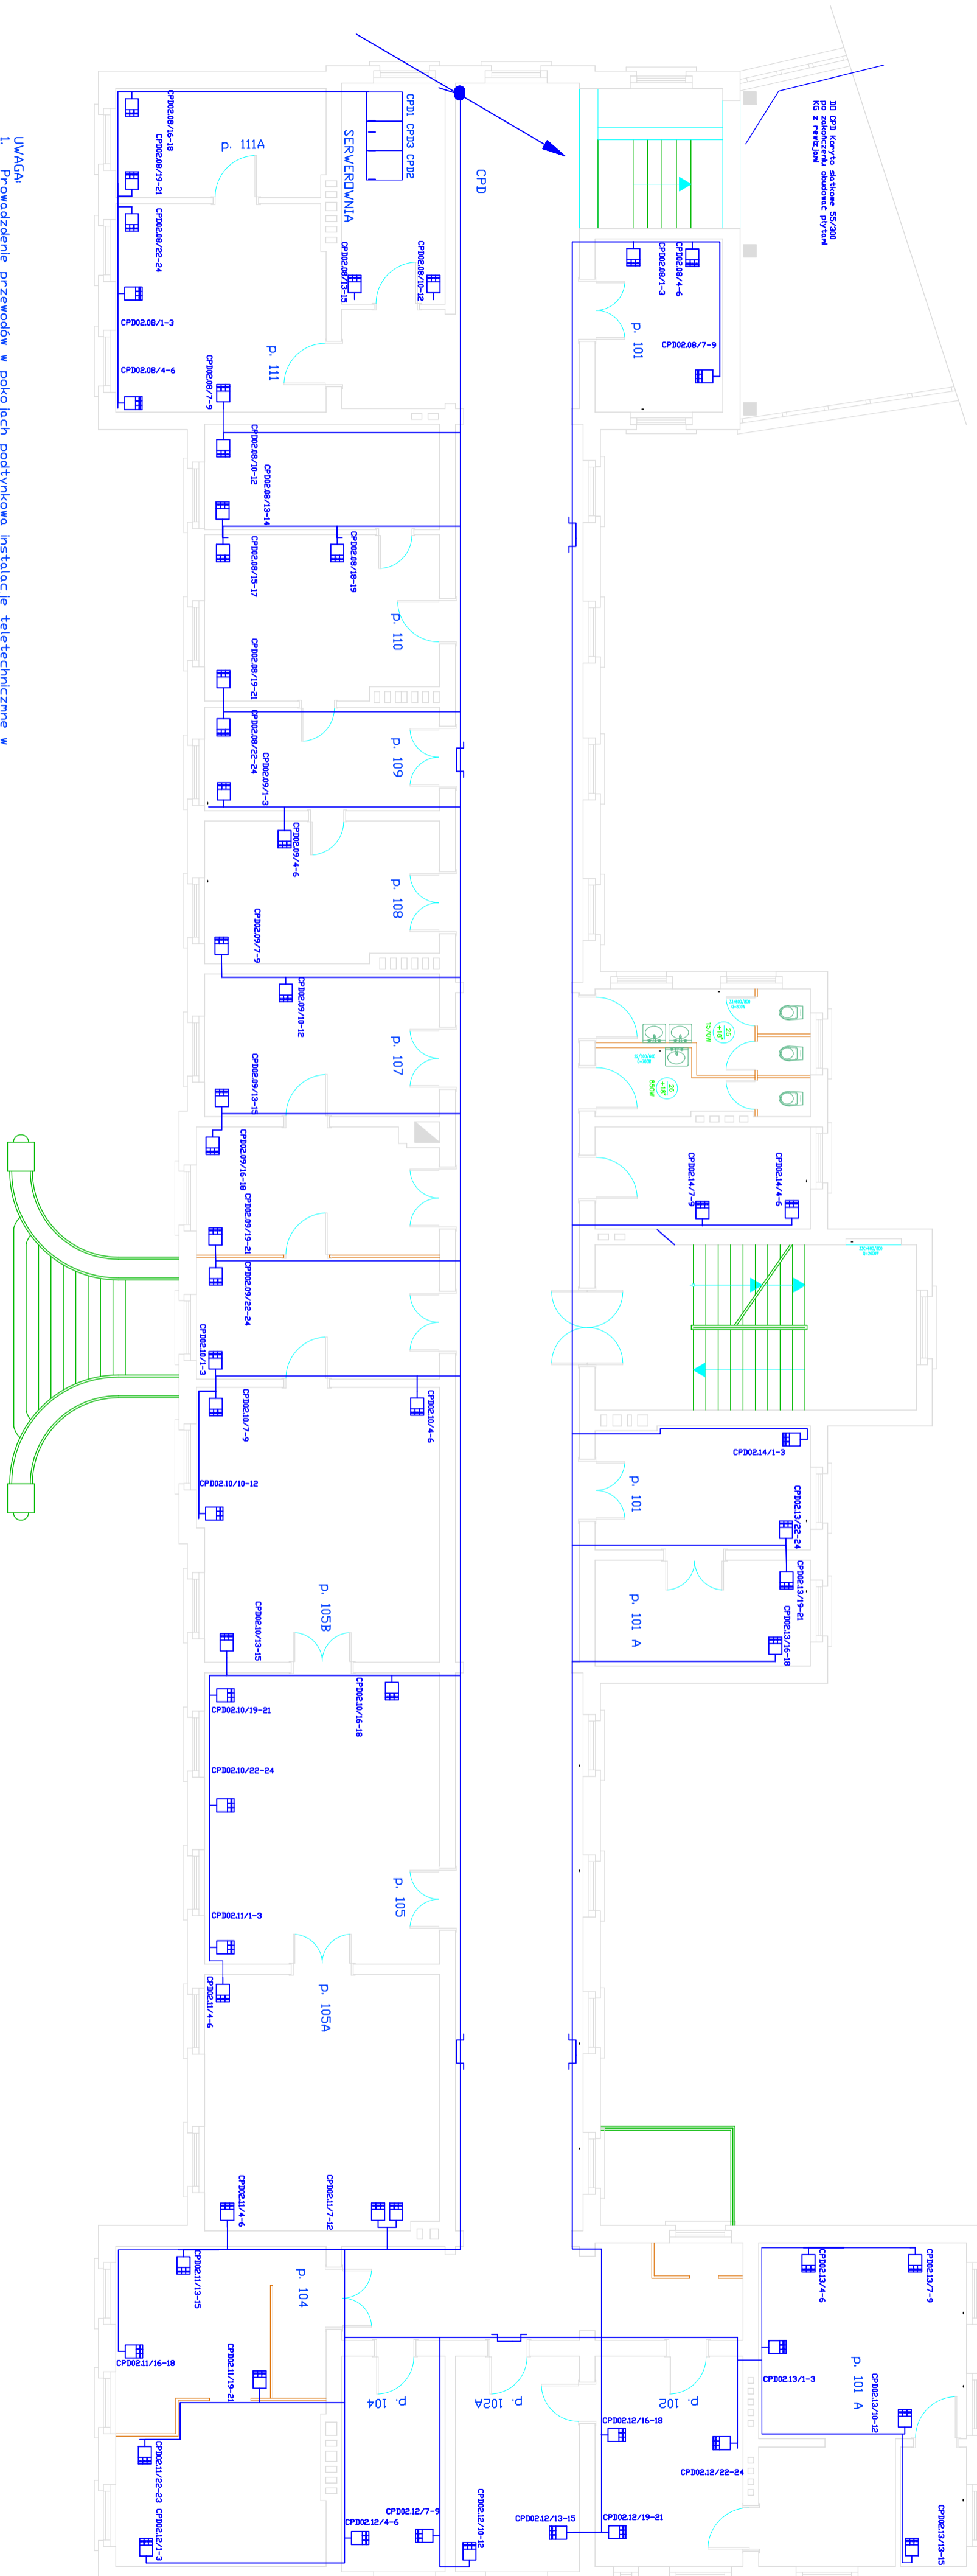 DO CPD Koryto siatkowe 55/300
po zakończeniu obudować płytami
KG z rewizjami
CPD1 CPD3 CPD2
SERWEROWNIA
CPD
p. 111A
CPD02.08/16-18
CPD02.08/19-21
CPD02.08/22-24
CPD02.08/1-3
CPD02.08/4-6
CPD02.08/13-15
CPD02.08/10-12
CPD02.08/1-3
CPD02.08/4-6
CPD02.08/7-9
p. 101
p. 111
CPD02.08/7-9
CPD02.08/10-12
CPD02.08/13-14
CPD02.08/15-17
CPD02.08/18-19
p. 110
CPD02.08/19-21
CPD02.08/22-24
p. 109
CPD02.09/1-3
CPD02.09/4-6
p. 108
CPD02.09/7-9
CPD02.09/10-12
p. 107
CPD02.09/13-15
CPD02.09/16-18
CPD02.09/19-21
CPD02.09/22-24
CPD02.10/1-3
CPD02.10/4-6
CPD02.10/7-9
CPD02.10/10-12
p. 105B
CPD02.10/13-15
CPD02.10/16-18
CPD02.10/19-21
CPD02.10/22-24
p. 105
CPD02.11/1-3
CPD02.11/4-6
p. 105A
CPD02.11/4-6
CPD02.11/7-12
CPD02.11/13-15
p. 104
CPD02.11/16-18
CPD02.11/19-21
CPD02.11/22-23
CPD02.12/1-3
p. 104
CPD02.12/4-6
CPD02.12/7-9
p. 102A
CPD02.12/10-12
CPD02.12/13-15
CPD02.12/16-18
CPD02.12/19-21
p. 102
CPD02.12/22-24
CPD02.13/1-3
CPD02.13/4-6
CPD02.13/7-9
p. 101 A
CPD02.13/10-12
CPD02.13/13-15
CPD02.14/7-9
CPD02.14/4-6
CPD02.14/1-3
p. 101
CPD02.13/22-24
CPD02.13/19-21
p. 101 A
CPD02.13/16-18
UWAGA:
1. Prowadzdenie przewodów w pokojach podtynkowa instalacje teletechniczmne w